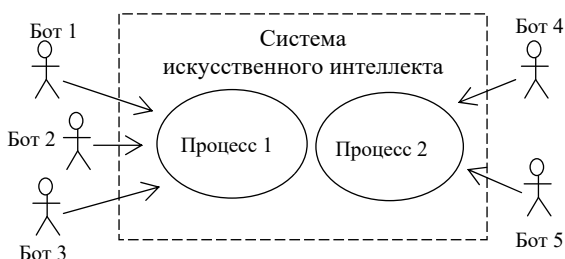 Бот 1
Бот 4
Система
искусственного интеллекта
Бот 2
Процесс 1
Процесс 2
Бот 3
Бот 5